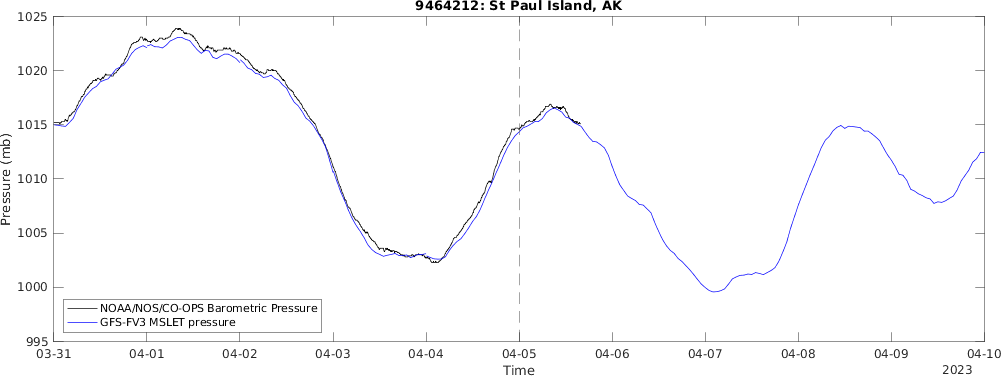 9464212: St Paul Island, AK
1025
1020
1015
1010
1005
1000
995
Pressure (mb)
NOAA/NOS/CO-OPS Barometric Pressure
GFS-FV3 MSLET pressure
03-31 04-01 04-02 04-03 04-04 04-05 04-06 04-07 04-08 04-09 04-10
Time
2023